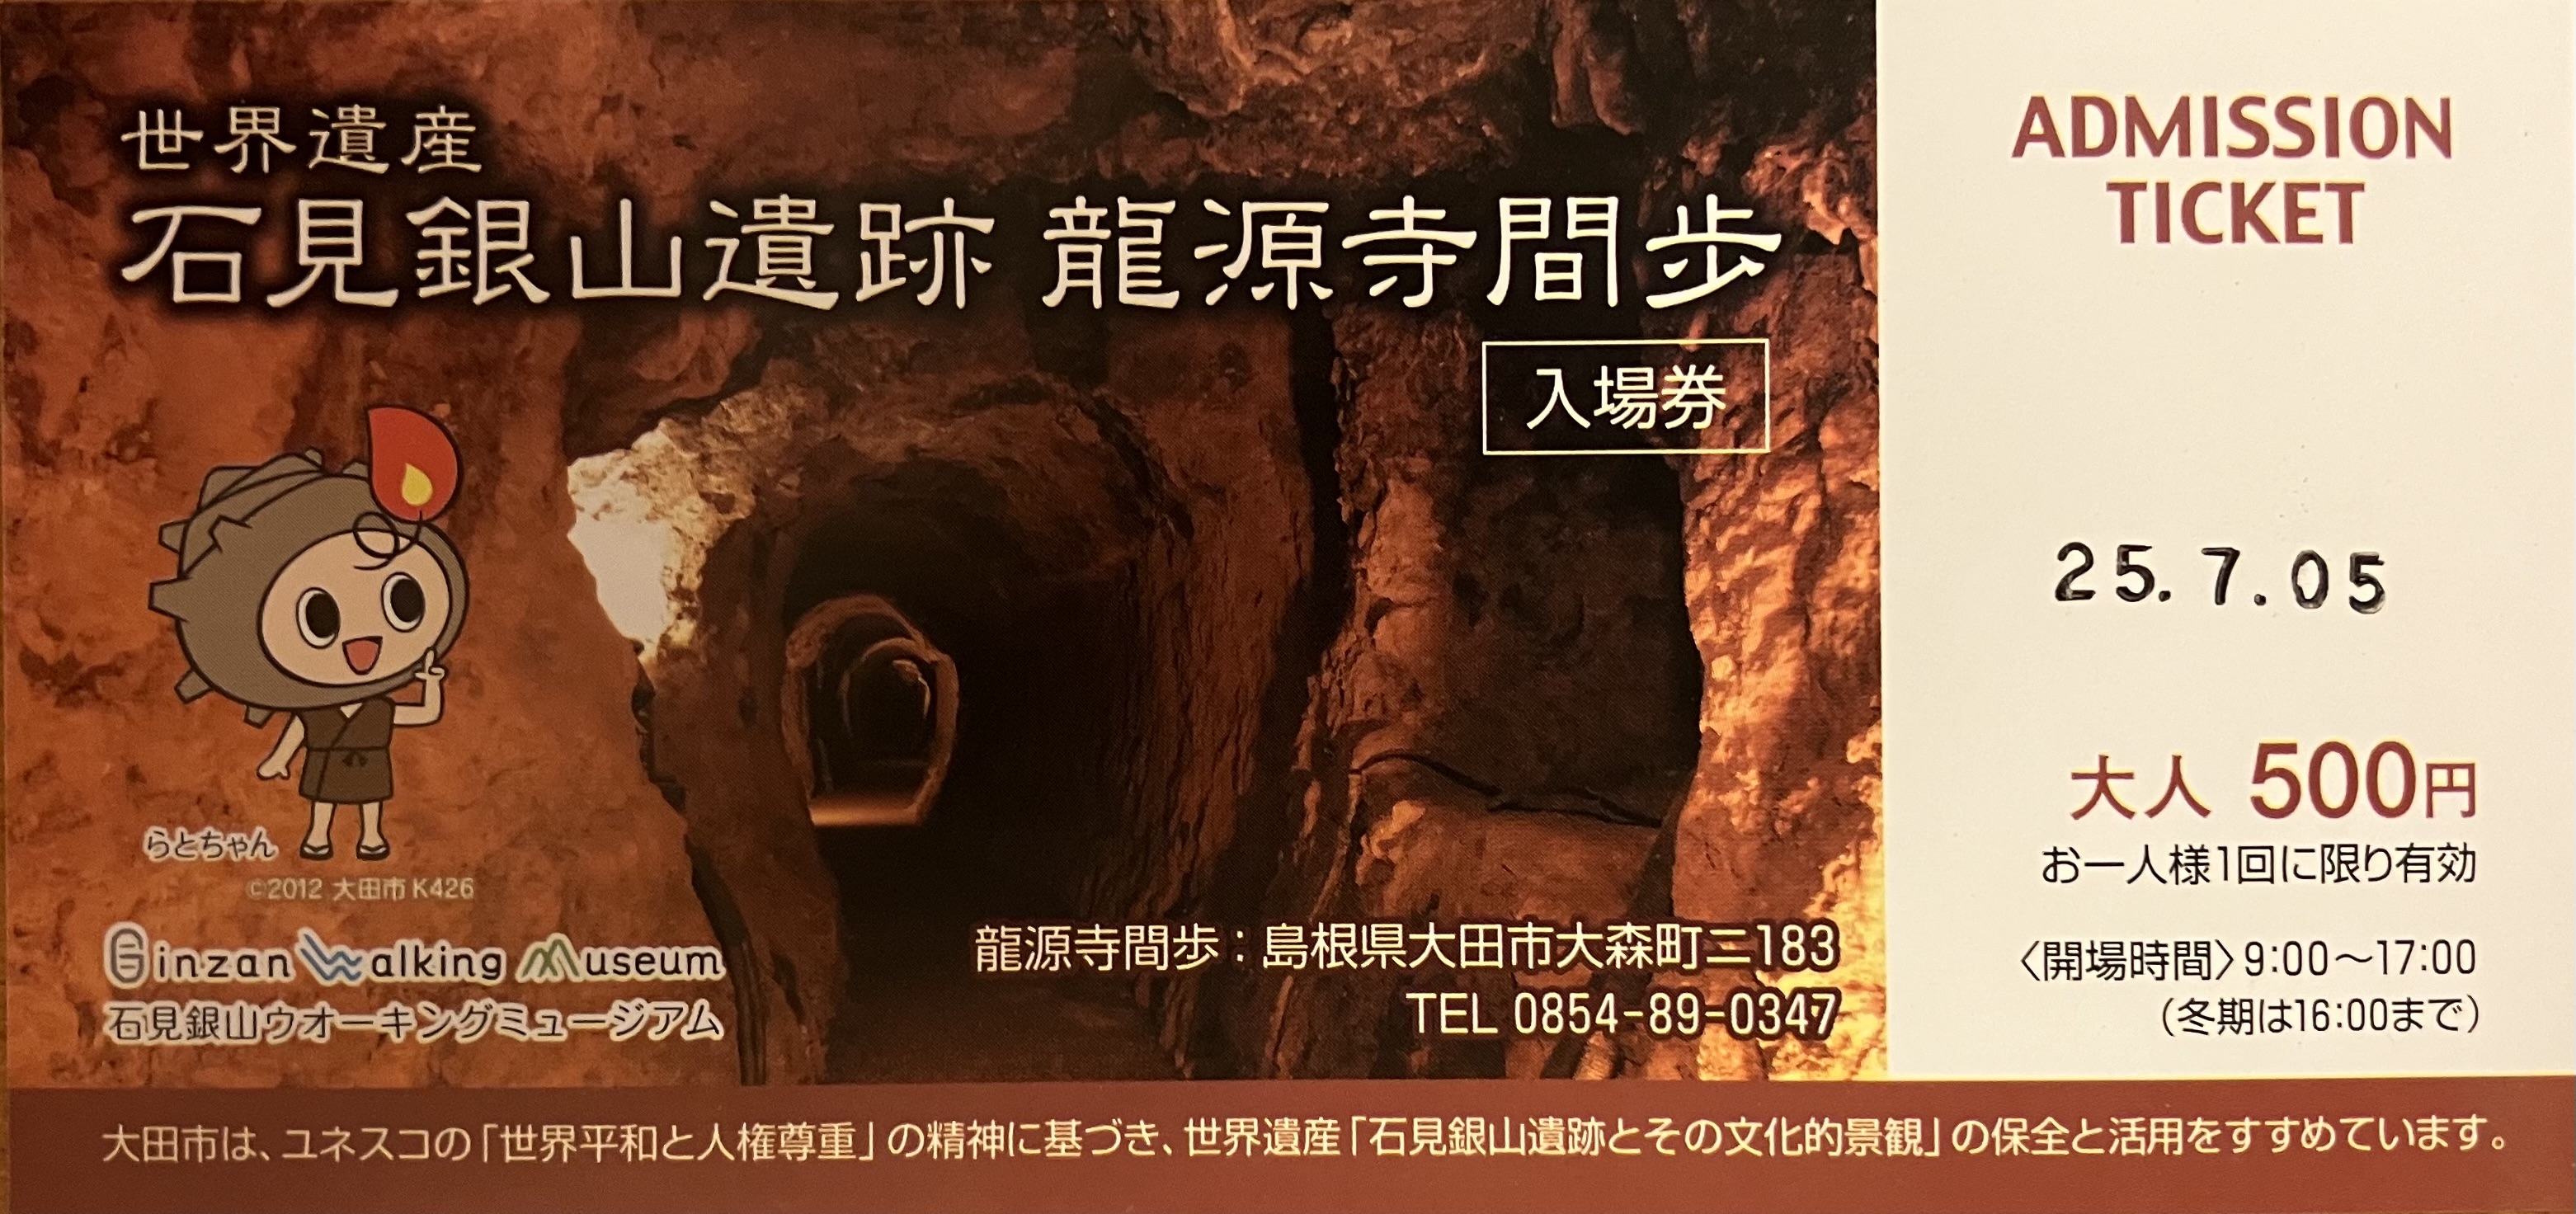 世界遺産
石見銀山遺跡 龍源寺間歩
入場券
らとちゃん
©2012 大田市 K426
Ginzan Walking Museum
石見銀山ウオーキングミュージアム
龍源寺間歩：島根県大田市大森町ニ183
TEL 0854-89-0347
ADMISSION
TICKET
25.7.05
大人 500円
お一人様1回に限り有効
〈開場時間〉9:00～17:00
（冬期は16:00まで）
大田市は、ユネスコの「世界平和と人権尊重」の精神に基づき、世界遺産「石見銀山遺跡とその文化的景観」の保全と活用をすすめています。